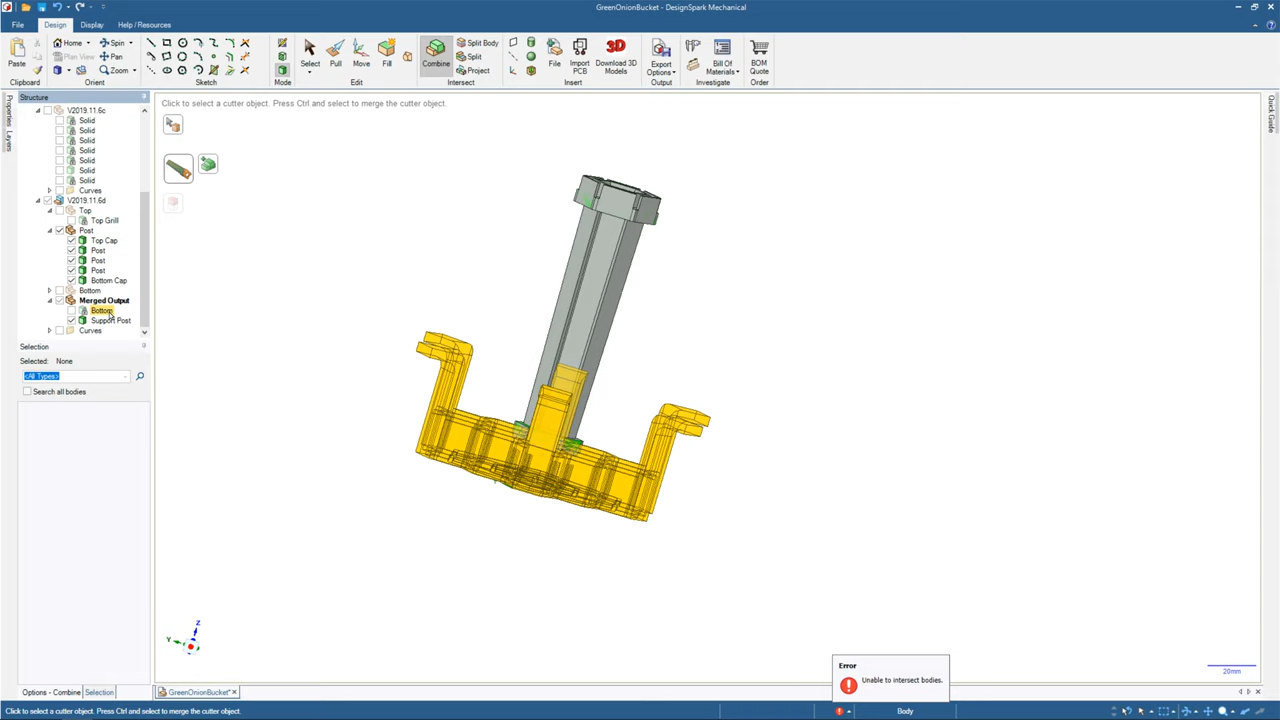 GreenOnionBucket - DesignSpark Mechanical
File Design Display Help / Resources
Paste
Home Spin
Plan View Pan
Zoom
Select Pull Move Fill
Combine
Split Body
Split
Project
File Import PCB Download 3D Models
Export Options
Bill Of Materials
BOM Quote
Clipboard Orient Sketch Mode Edit Intersect Insert Output Investigate Order
Structure
Properties
Layers
Quick Guide
Click to select a cutter object. Press Ctrl and select to merge the cutter object.
V2019.11.6c
Solid
Solid
Solid
Solid
Solid
Solid
Solid
Curves
V2019.11.6d
Top
Top Grill
Post
Top Cap
Post
Post
Post
Bottom Cap
Bottom
Merged Output
Bottom
Support Post
Curves
Selection
Selected: None
<All Types>
Search all bodies
Z
Y
Error
Unable to intersect bodies.
20mm
Options - Combine Selection
GreenOnionBucket*
Click to select a cutter object. Press Ctrl and select to merge the cutter object.
Body